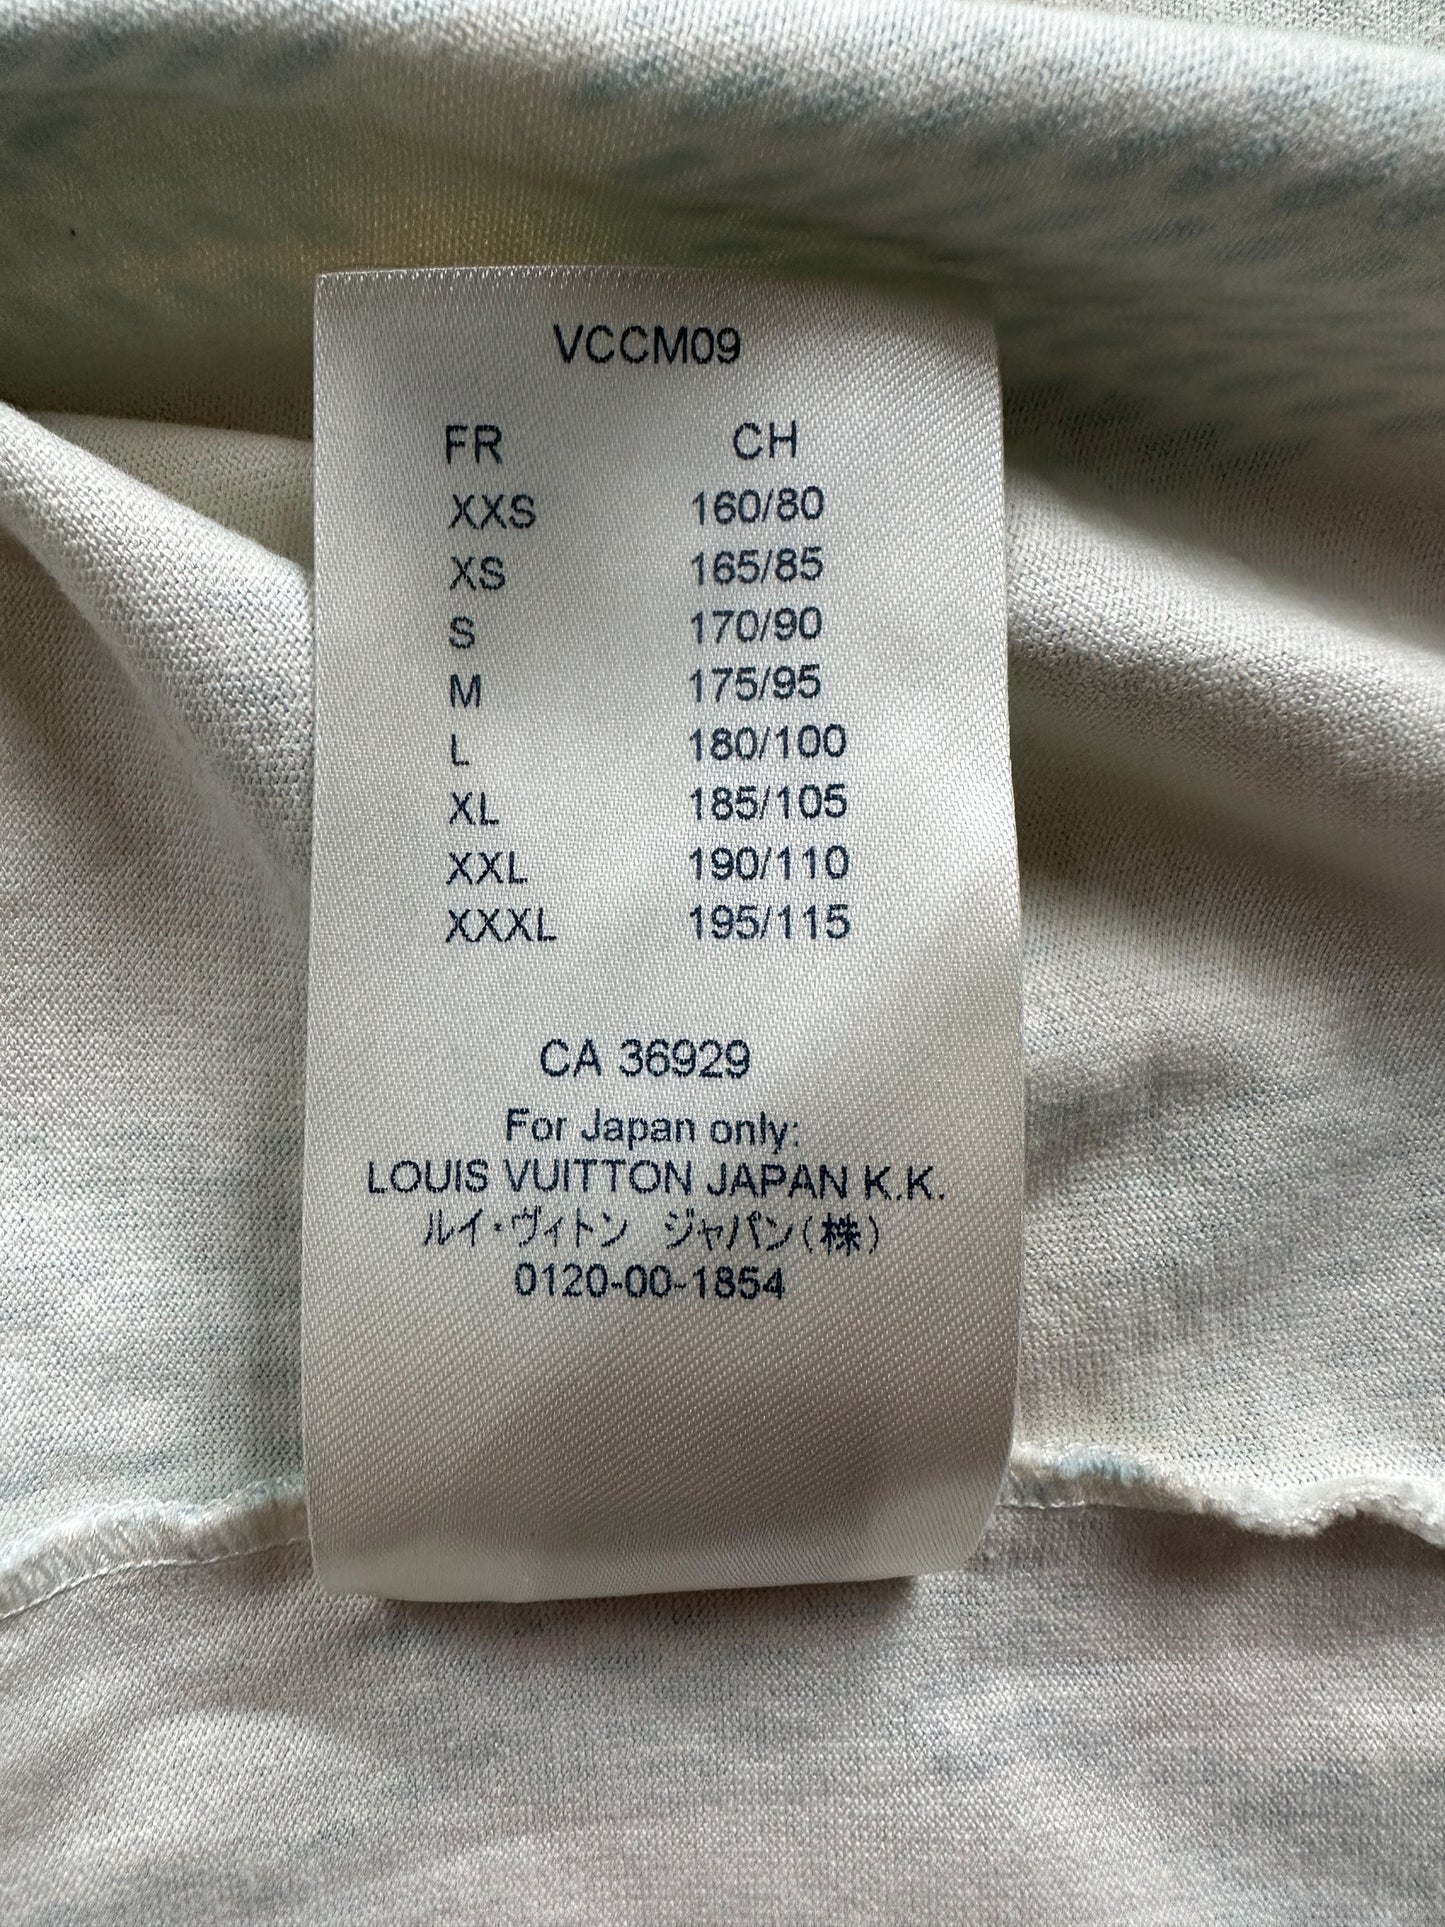 VCCM09
FR CH
XXS 160/80
XS 165/85
S 170/90
M 175/95
L 180/100
XL 185/105
XXL 190/110
XXXL 195/115
CA 36929
For Japan only:
LOUIS VUITTON JAPAN K.K.
ルイ・ヴィトン ジャパン(株)
0120-00-1854